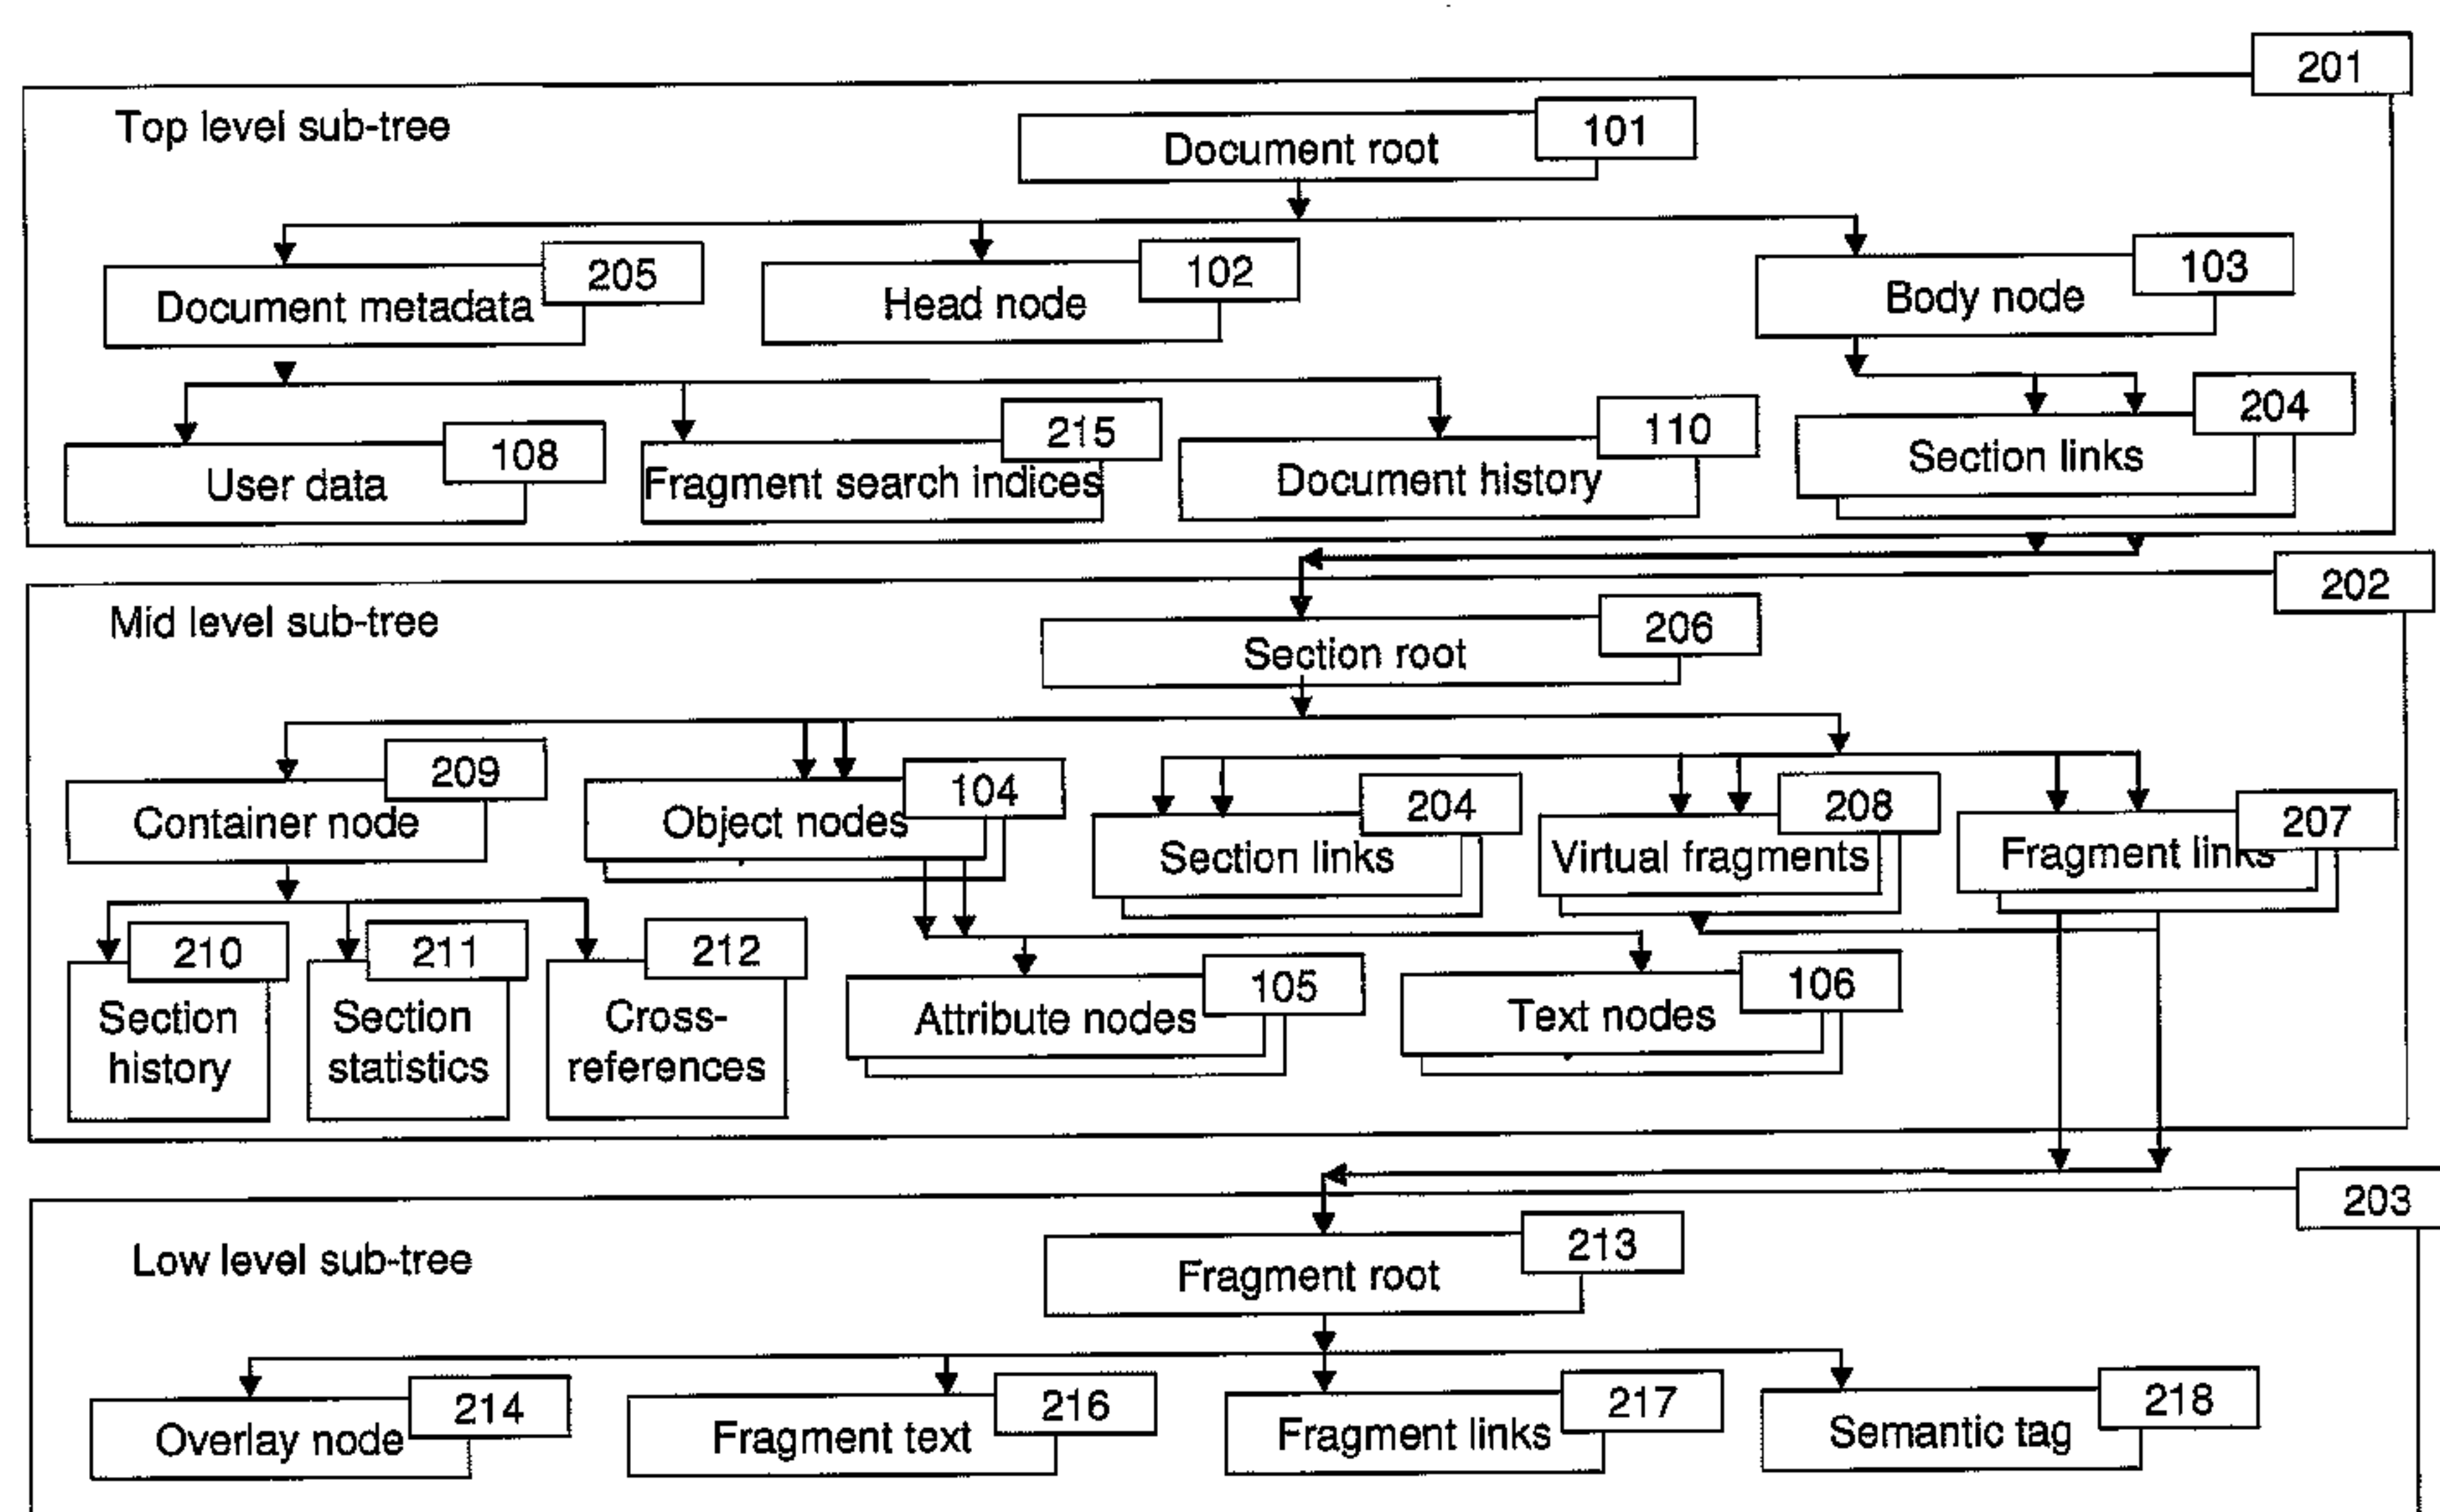 201
Top level sub-tree
101
Document root
205
102
103
Document metadata
Head node
Body node
108
215
110
204
User data
Fragment search indices
Document history
Section links
202
Mid level sub-tree
206
Section root
209
104
204
208
207
Container node
Object nodes
Section links
Virtual fragments
Fragment links
210
211
212
105
106
Section
history
Section
statistics
Cross-
references
Attribute nodes
Text nodes
203
Low level sub-tree
213
Fragment root
214
216
217
218
Overlay node
Fragment text
Fragment links
Semantic tag